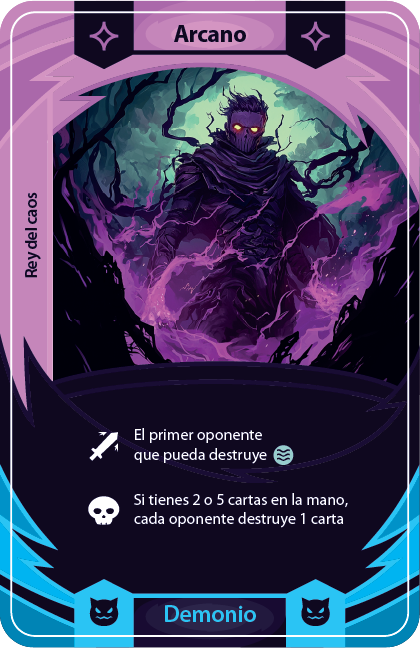 Arcano
Rey del caos
El primer oponente
que pueda destruye
Si tienes 2 o 5 cartas en la mano,
cada oponente destruye 1 carta
Demonio